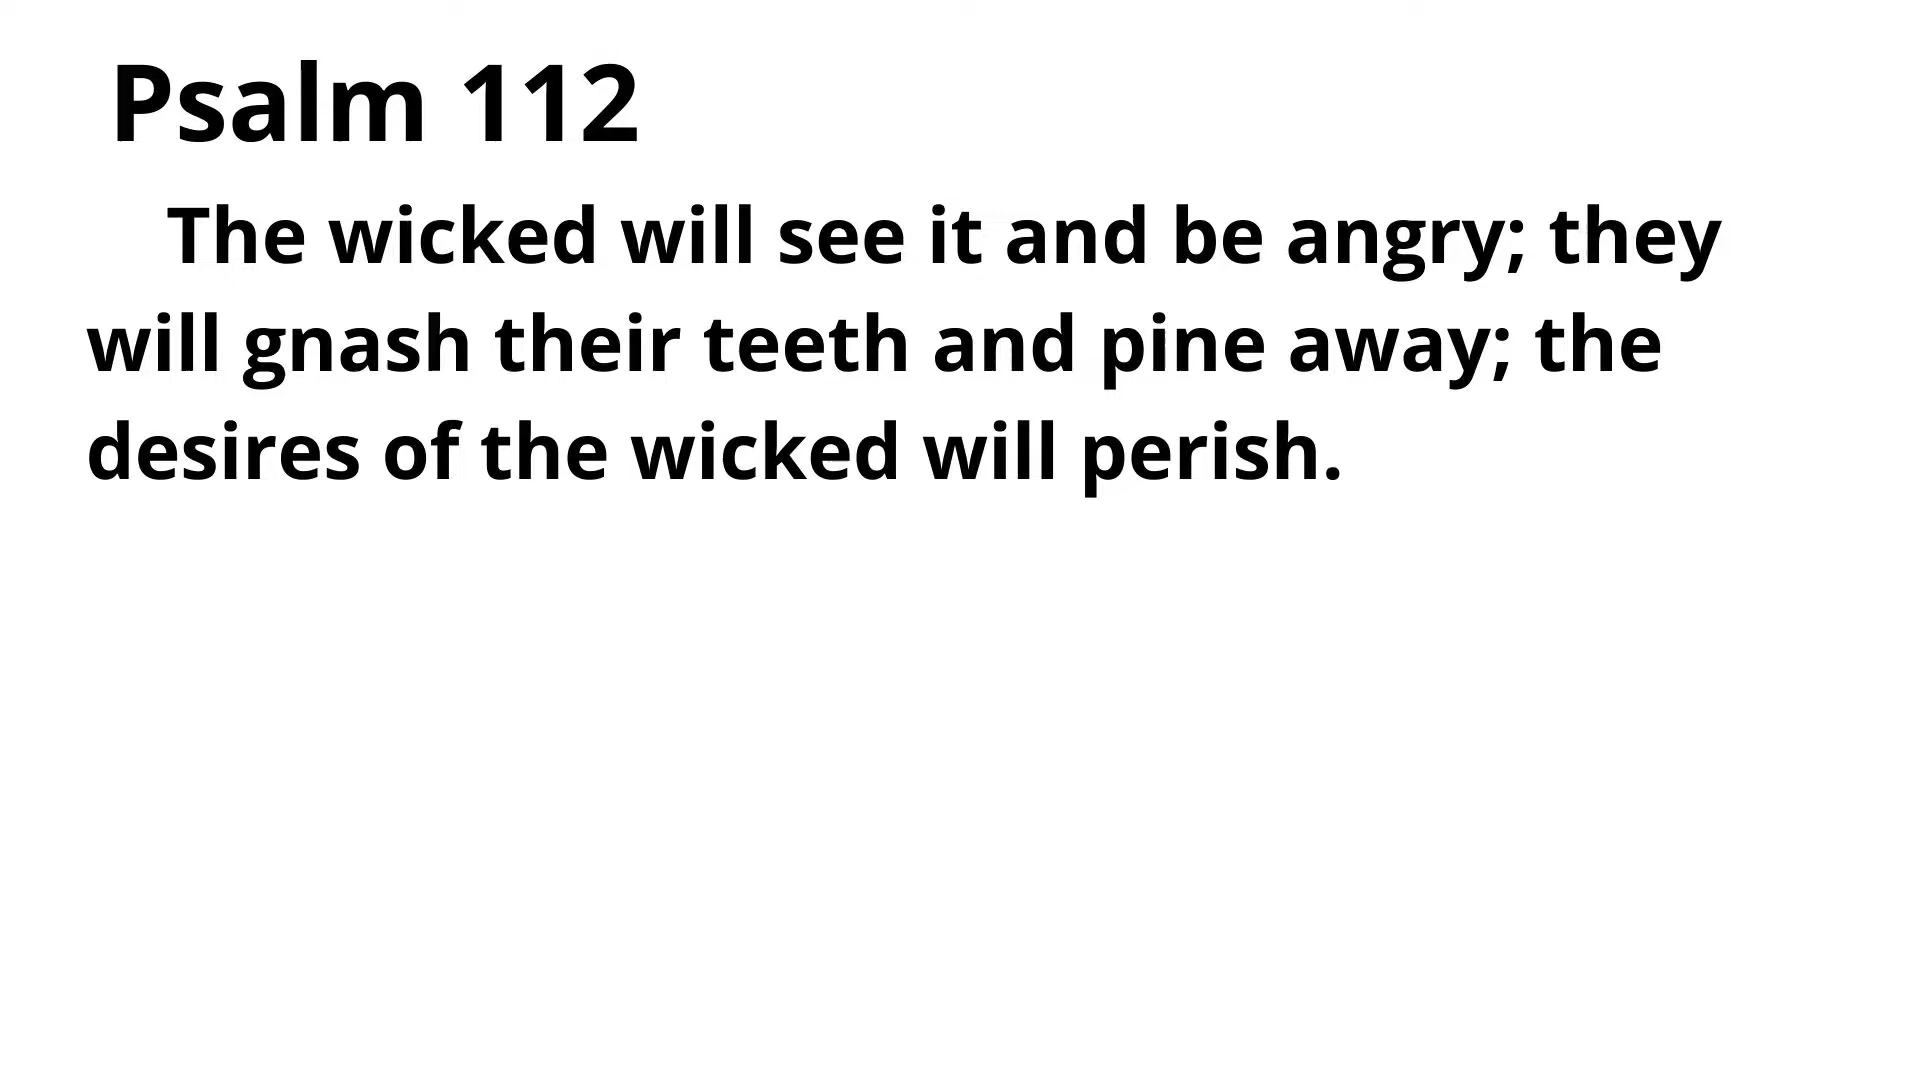 Psalm 112
The wicked will see it and be angry; they
will gnash their teeth and pine away; the
desires of the wicked will perish.